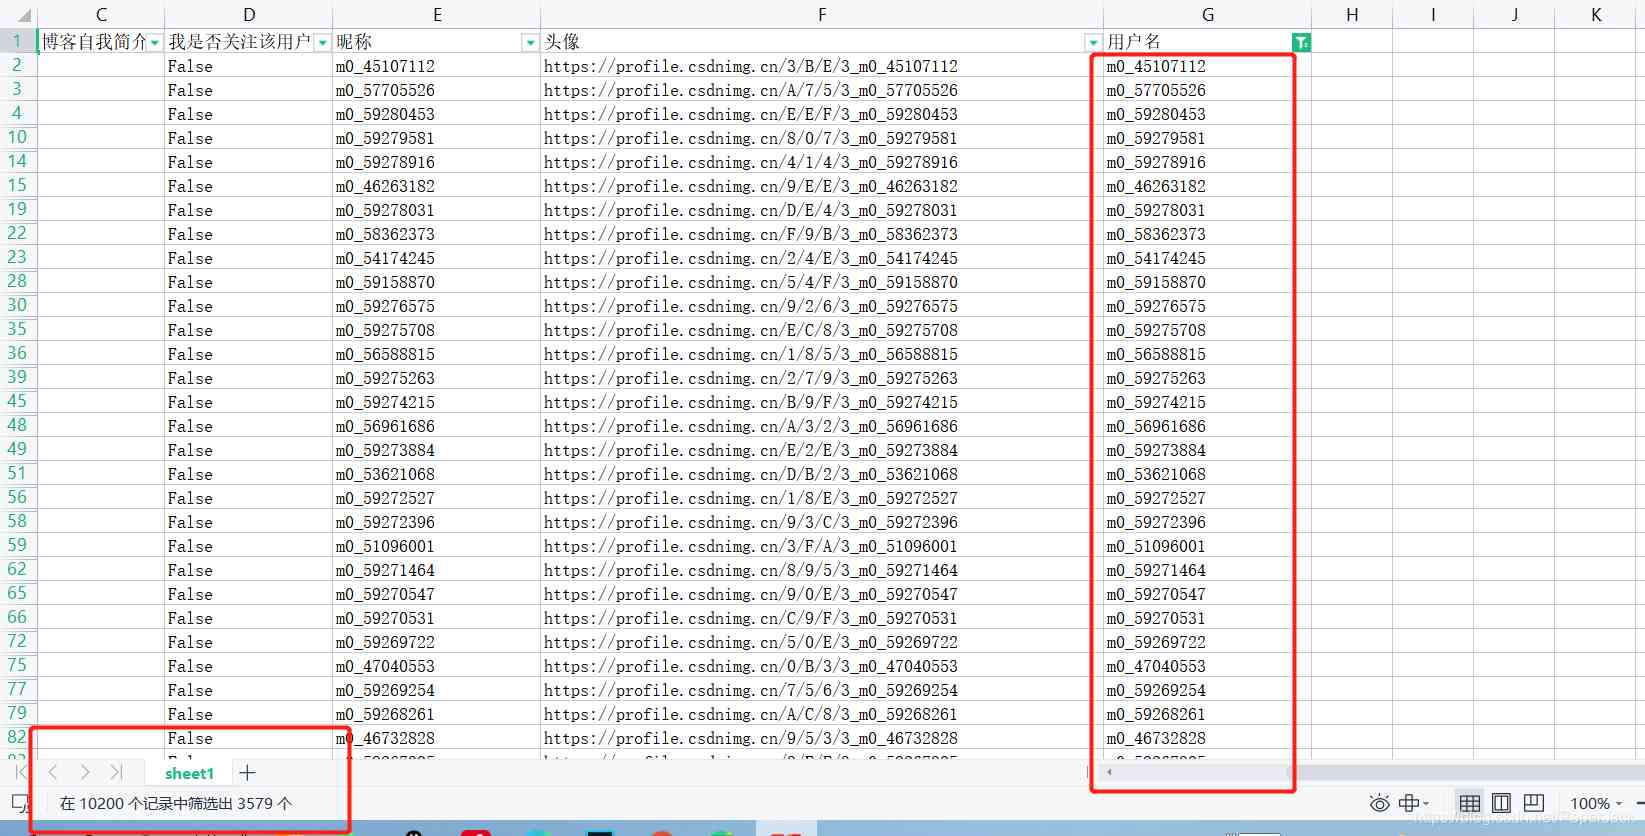 C D E F G H I J K
1 博客自我简介 我是否关注该用户 昵称 头像 用户名
2 False m0_45107112 https://profile.csdnimg.cn/3/B/E/3_m0_45107112 m0_45107112
3 False m0_57705526 https://profile.csdnimg.cn/A/7/5/3_m0_57705526 m0_57705526
4 False m0_59280453 https://profile.csdnimg.cn/E/E/F/3_m0_59280453 m0_59280453
10 False m0_59279581 https://profile.csdnimg.cn/8/0/7/3_m0_59279581 m0_59279581
14 False m0_59278916 https://profile.csdnimg.cn/4/1/4/3_m0_59278916 m0_59278916
15 False m0_46263182 https://profile.csdnimg.cn/9/E/E/3_m0_46263182 m0_46263182
19 False m0_59278031 https://profile.csdnimg.cn/D/E/4/3_m0_59278031 m0_59278031
22 False m0_58362373 https://profile.csdnimg.cn/F/9/B/3_m0_58362373 m0_58362373
23 False m0_54174245 https://profile.csdnimg.cn/2/4/E/3_m0_54174245 m0_54174245
28 False m0_59158870 https://profile.csdnimg.cn/5/4/F/3_m0_59158870 m0_59158870
30 False m0_59276575 https://profile.csdnimg.cn/9/2/6/3_m0_59276575 m0_59276575
35 False m0_59275708 https://profile.csdnimg.cn/E/C/8/3_m0_59275708 m0_59275708
36 False m0_56588815 https://profile.csdnimg.cn/1/8/5/3_m0_56588815 m0_56588815
39 False m0_59275263 https://profile.csdnimg.cn/2/7/9/3_m0_59275263 m0_59275263
45 False m0_59274215 https://profile.csdnimg.cn/B/9/F/3_m0_59274215 m0_59274215
48 False m0_56961686 https://profile.csdnimg.cn/A/3/2/3_m0_56961686 m0_56961686
49 False m0_59273884 https://profile.csdnimg.cn/E/2/E/3_m0_59273884 m0_59273884
51 False m0_53621068 https://profile.csdnimg.cn/D/B/2/3_m0_53621068 m0_53621068
56 False m0_59272527 https://profile.csdnimg.cn/1/8/E/3_m0_59272527 m0_59272527
58 False m0_59272396 https://profile.csdnimg.cn/9/3/C/3_m0_59272396 m0_59272396
59 False m0_51096001 https://profile.csdnimg.cn/3/F/A/3_m0_51096001 m0_51096001
62 False m0_59271464 https://profile.csdnimg.cn/8/9/5/3_m0_59271464 m0_59271464
65 False m0_59270547 https://profile.csdnimg.cn/9/0/E/3_m0_59270547 m0_59270547
66 False m0_59270531 https://profile.csdnimg.cn/C/9/F/3_m0_59270531 m0_59270531
72 False m0_59269722 https://profile.csdnimg.cn/5/0/E/3_m0_59269722 m0_59269722
75 False m0_47040553 https://profile.csdnimg.cn/0/B/3/3_m0_47040553 m0_47040553
77 False m0_59269254 https://profile.csdnimg.cn/7/5/6/3_m0_59269254 m0_59269254
79 False m0_59268261 https://profile.csdnimg.cn/A/C/8/3_m0_59268261 m0_59268261
82 False m0_46732828 https://profile.csdnimg.cn/9/5/3/3_m0_46732828 m0_46732828
sheet1
在 10200 个记录中筛选出 3579 个 100%